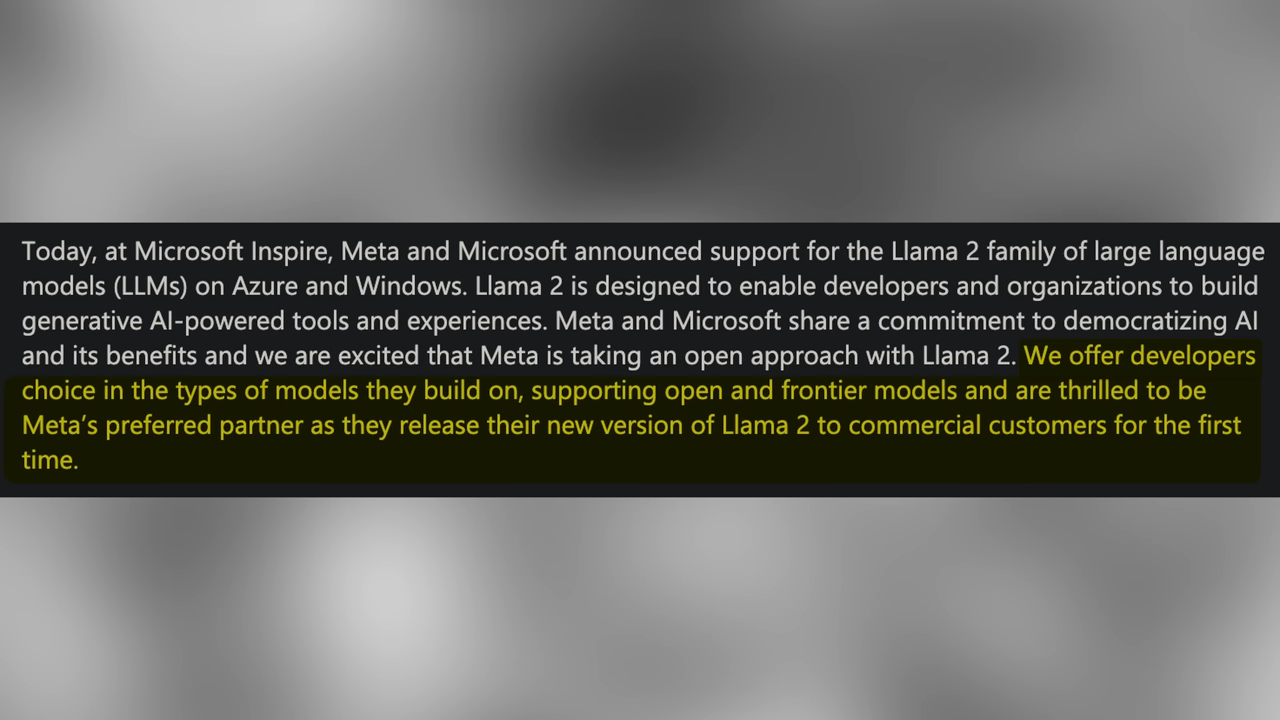 Today, at Microsoft Inspire, Meta and Microsoft announced support for the Llama 2 family of large language
models (LLMs) on Azure and Windows. Llama 2 is designed to enable developers and organizations to build
generative AI-powered tools and experiences. Meta and Microsoft share a commitment to democratizing AI
and its benefits and we are excited that Meta is taking an open approach with Llama 2. We offer developers
choice in the types of models they build on, supporting open and frontier models and are thrilled to be
Meta’s preferred partner as they release their new version of Llama 2 to commercial customers for the first
time.